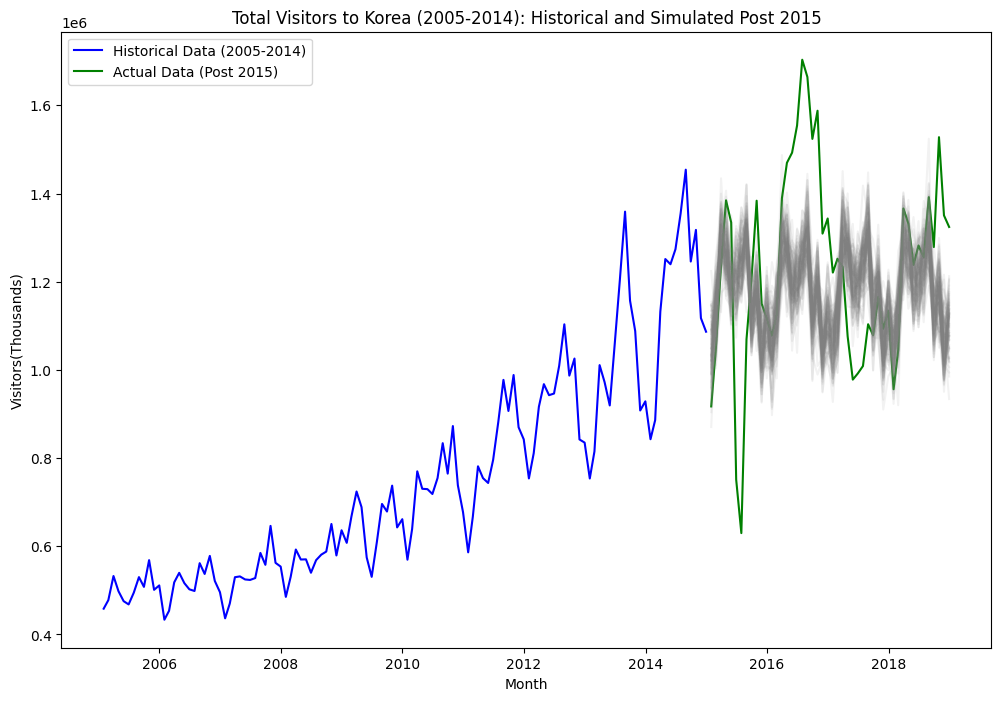 Total Visitors to Korea (2005-2014): Historical and Simulated Post 2015
1e6
Historical Data (2005-2014)
Actual Data (Post 2015)
1.6
1.4
1.2
1.0
0.8
0.6
0.4
Visitors(Thousands)
2006 2008 2010 2012 2014 2016 2018
Month